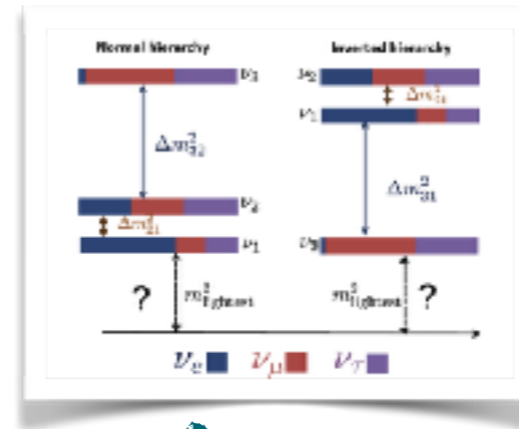 Normal hierarchy
Inverted hierarchy
ν₃
ν₂
Δm²₂₁
ν₁
Δm²₃₂
Δm²₃₁
ν₂
Δm²₂₁
ν₁
ν₃
? m²lightest
m²lightest ?
νe νμ ντ